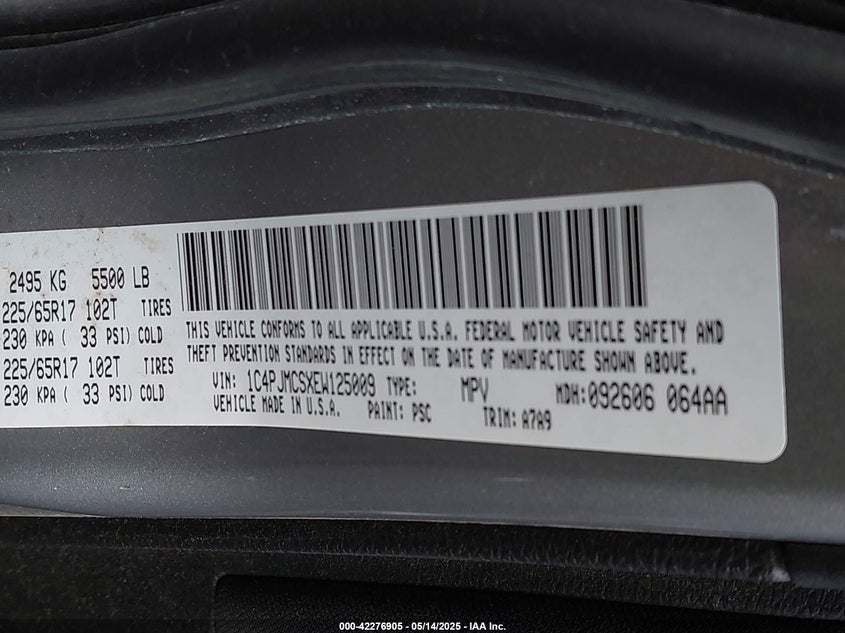 2495 KG 5500 LB
225/65R17 102T TIRES
230 KPA ( 33 PSI) COLD
225/65R17 102T TIRES
230 KPA ( 33 PSI) COLD
THIS VEHICLE CONFORMS TO ALL APPLICABLE U.S.A. FEDERAL MOTOR VEHICLE SAFETY AND
THEFT PREVENTION STANDARDS IN EFFECT ON THE DATE OF MANUFACTURE SHOWN ABOVE.
VIN: 1C4PJMCSXEW125009 TYPE: MPV MDH:092606 064AA
VEHICLE MADE IN U.S.A. PAINT: PSC TRIM: A7A9
000-42276905 - 05/14/2025 - IAA Inc.